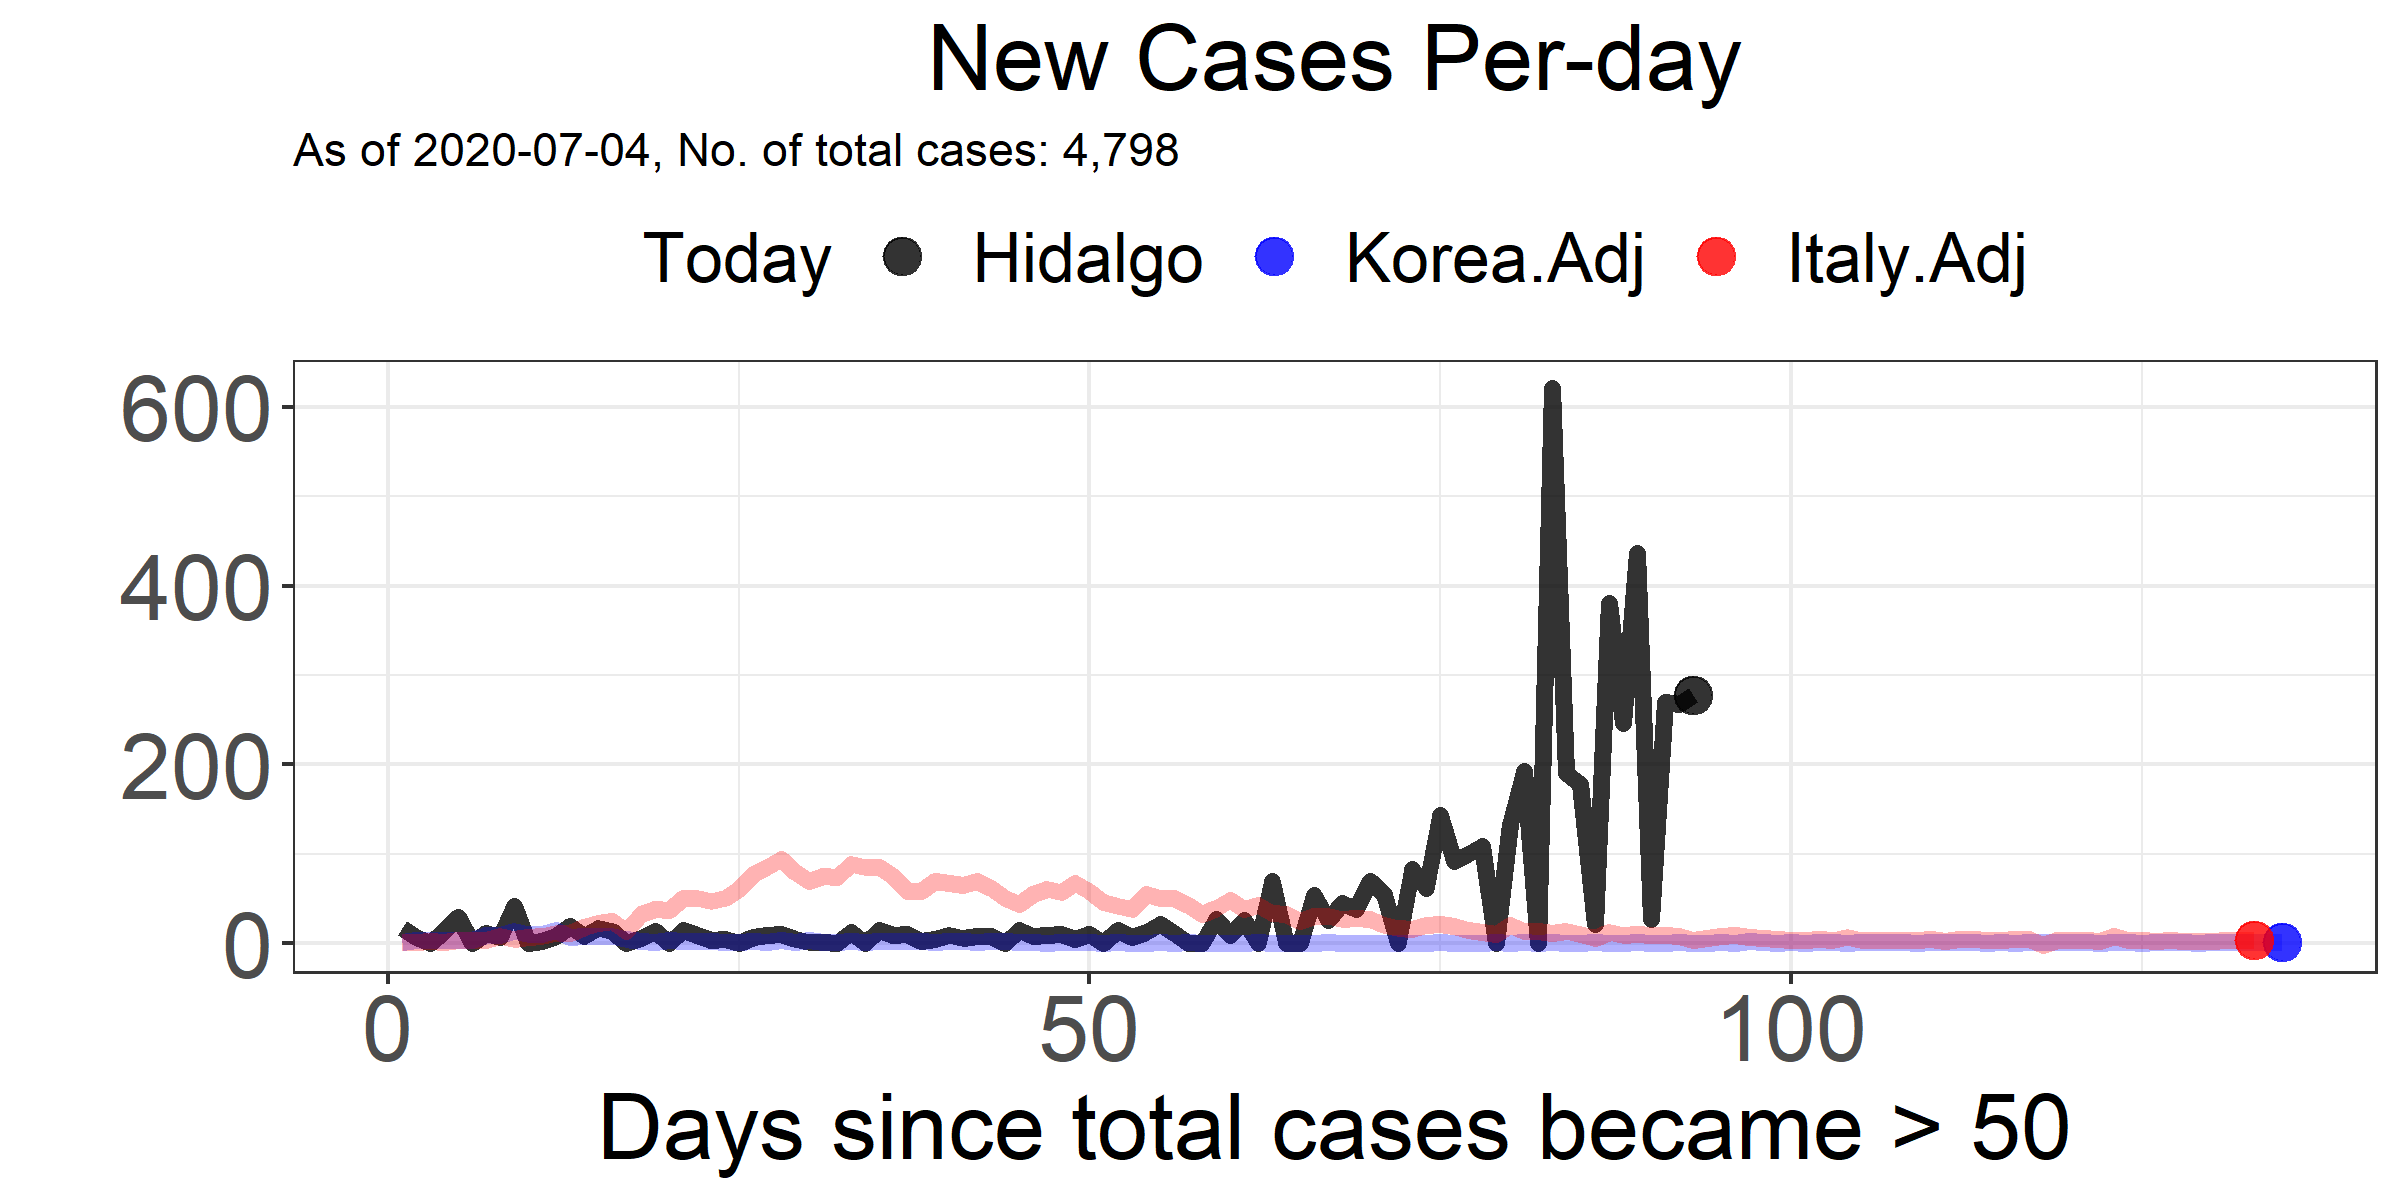 New Cases Per-day
As of 2020-07-04, No. of total cases: 4,798
Today Hidalgo Korea.Adj Italy.Adj
600
400
200
0
0 50 100
Days since total cases became > 50